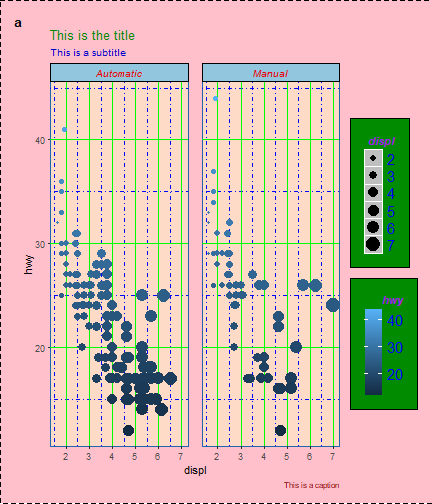 a
This is the title
This is a subtitle
Automatic
Manual
hwy
40
30
20
2 3 4 5 6 7
2 3 4 5 6 7
displ
This is a caption
displ
2
3
4
5
6
7
hwy
40
30
20